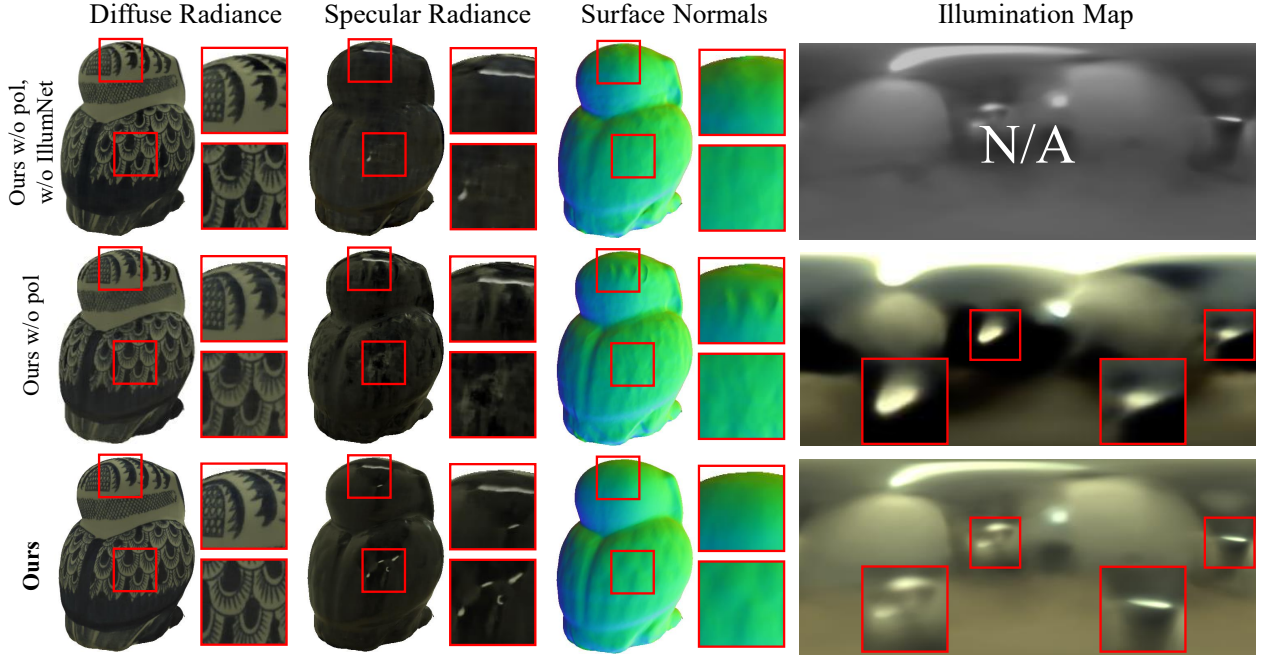 Diffuse Radiance Specular Radiance Surface Normals Illumination Map
Ours w/o pol,
w/o IllumNet
N/A
Ours w/o pol
Ours